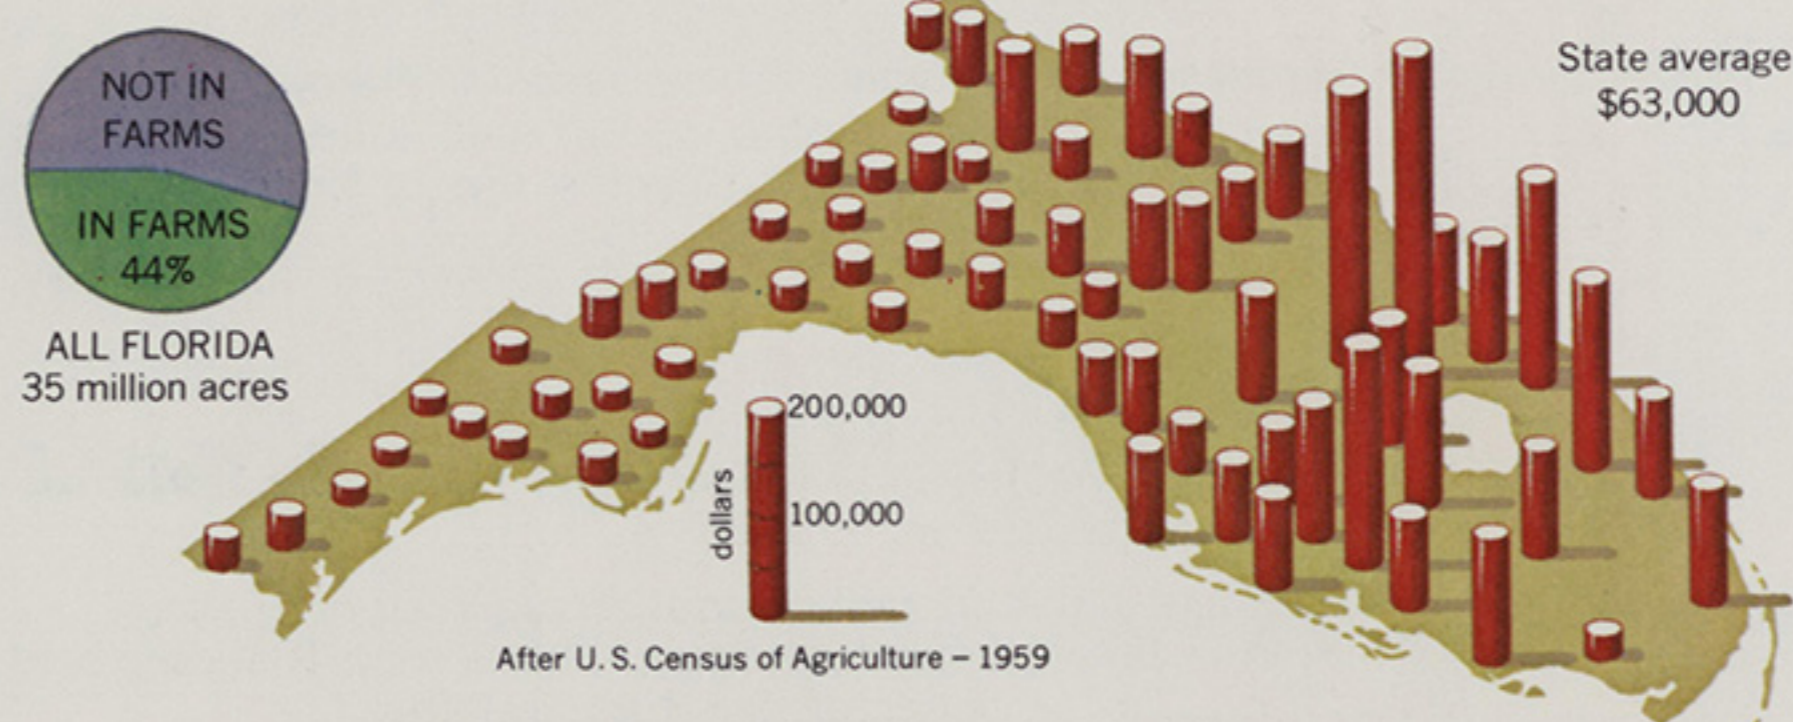 NOT IN
FARMS
IN FARMS
44%
ALL FLORIDA
35 million acres
State average
$63,000
200,000
100,000
dollars
After U.S. Census of Agriculture – 1959